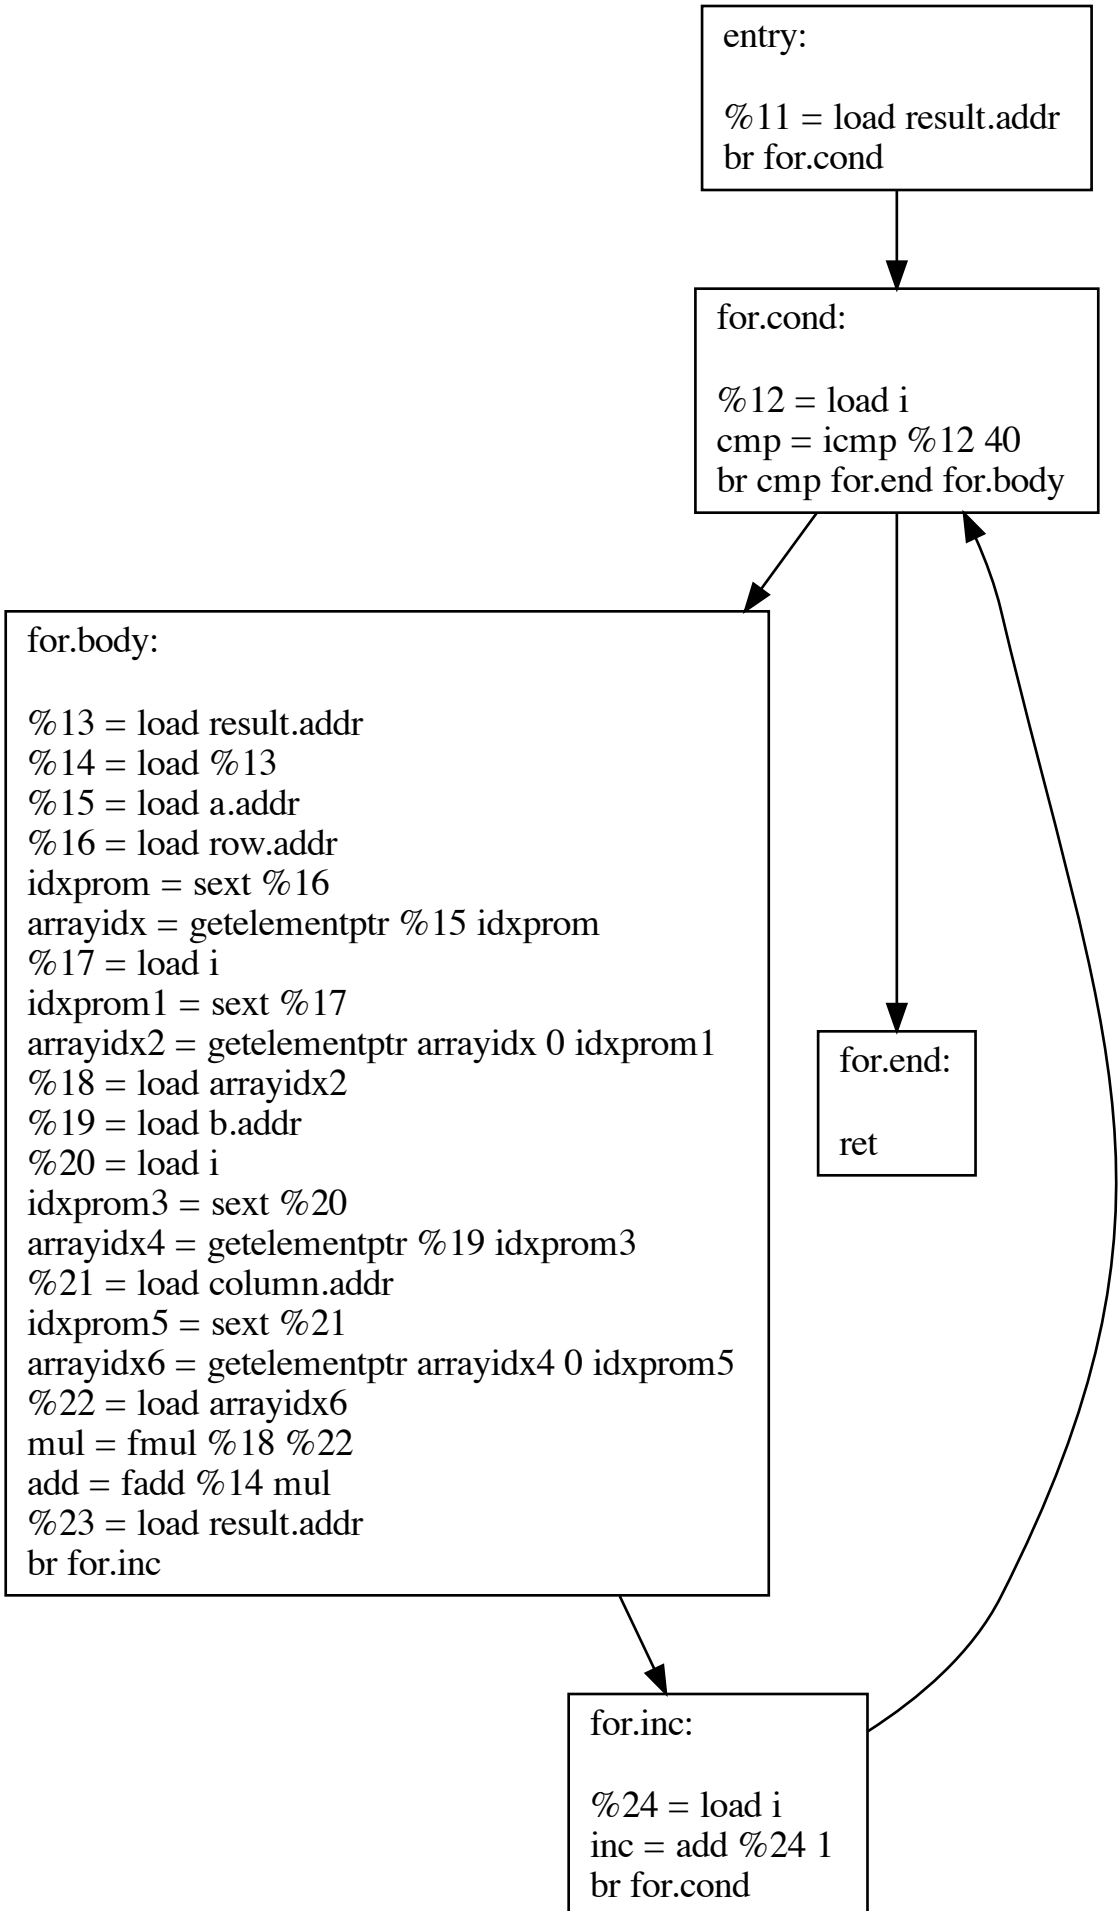 entry:
%11 = load result.addr
br for.cond
for.cond:
%12 = load i
cmp = icmp %12 40
br cmp for.end for.body
for.body:
%13 = load result.addr
%14 = load %13
%15 = load a.addr
%16 = load row.addr
idxprom = sext %16
arrayidx = getelementptr %15 idxprom
%17 = load i
idxprom1 = sext %17
arrayidx2 = getelementptr arrayidx 0 idxprom1
%18 = load arrayidx2
%19 = load b.addr
%20 = load i
idxprom3 = sext %20
arrayidx4 = getelementptr %19 idxprom3
%21 = load column.addr
idxprom5 = sext %21
arrayidx6 = getelementptr arrayidx4 0 idxprom5
%22 = load arrayidx6
mul = fmul %18 %22
add = fadd %14 mul
%23 = load result.addr
br for.inc
for.end:
ret
for.inc:
%24 = load i
inc = add %24 1
br for.cond